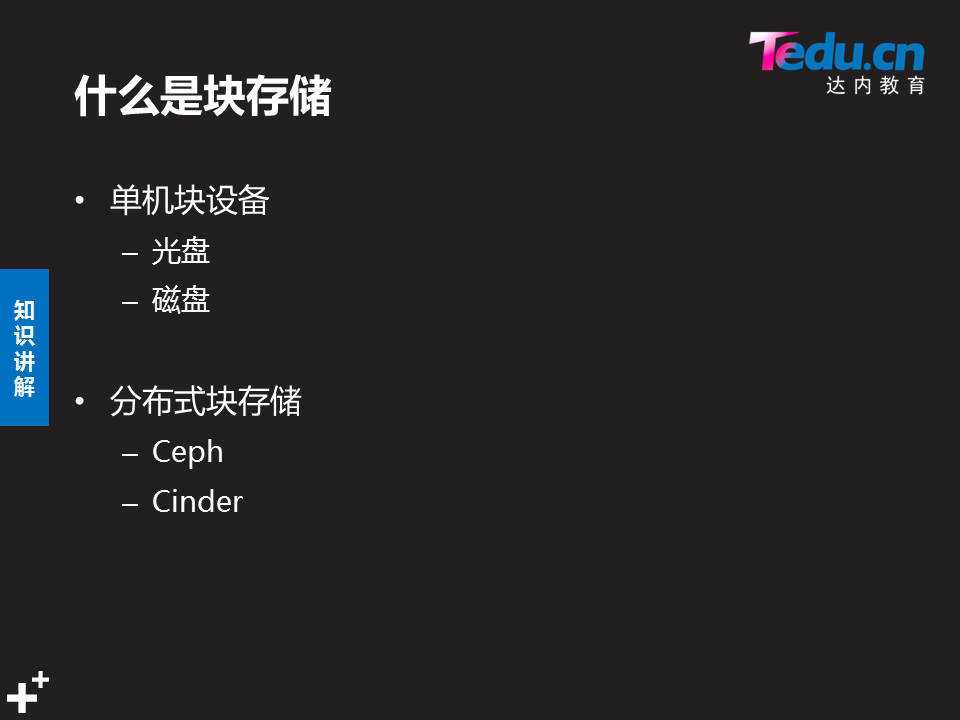 Tedu.cn
达内教育
什么是块存储
• 单机块设备
– 光盘
– 磁盘
知
识
讲
解
• 分布式块存储
– Ceph
– Cinder